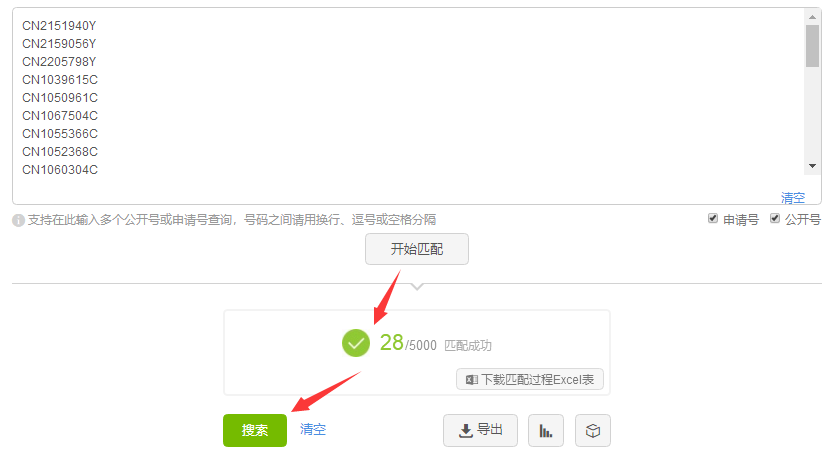 CN2151940Y
CN2159056Y
CN2205798Y
CN1039615C
CN1050961C
CN1067504C
CN1055366C
CN1052368C
CN1060304C
清空
支持在此输入多个公开号或申请号查询，号码之间请用换行、逗号或空格分隔
申请号 公开号
开始匹配
28/5000 匹配成功
下载匹配过程Excel表
搜索 清空 导出